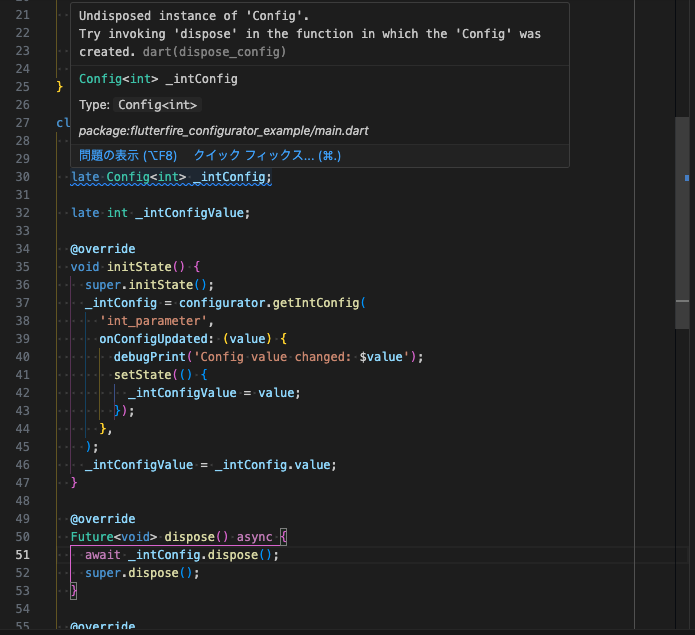 21 Undisposed instance of 'Config'.
22 Try invoking 'dispose' in the function in which the 'Config' was
23 created. dart(dispose_config)
24 Config<int> _intConfig
25 }
26 Type: Config<int>
package:flutterfire_configurator_example/main.dart
27 cl
28
29 問題の表示 (⌥F8) クイック フィックス... (⌘.)
30 late Config<int> _intConfig;
31
32 late int _intConfigValue;
33
34 @override
35 void initState() {
36 super.initState();
37 _intConfig = configurator.getIntConfig(
38 'int_parameter',
39 onConfigUpdated: (value) {
40 debugPrint('Config value changed: $value');
41 setState(() {
42 _intConfigValue = value;
43 });
44 },
45 );
46 _intConfigValue = _intConfig.value;
47 }
48
49 @override
50 Future<void> dispose() async {
51 await _intConfig.dispose();
52 super.dispose();
53 }
54
55 @override